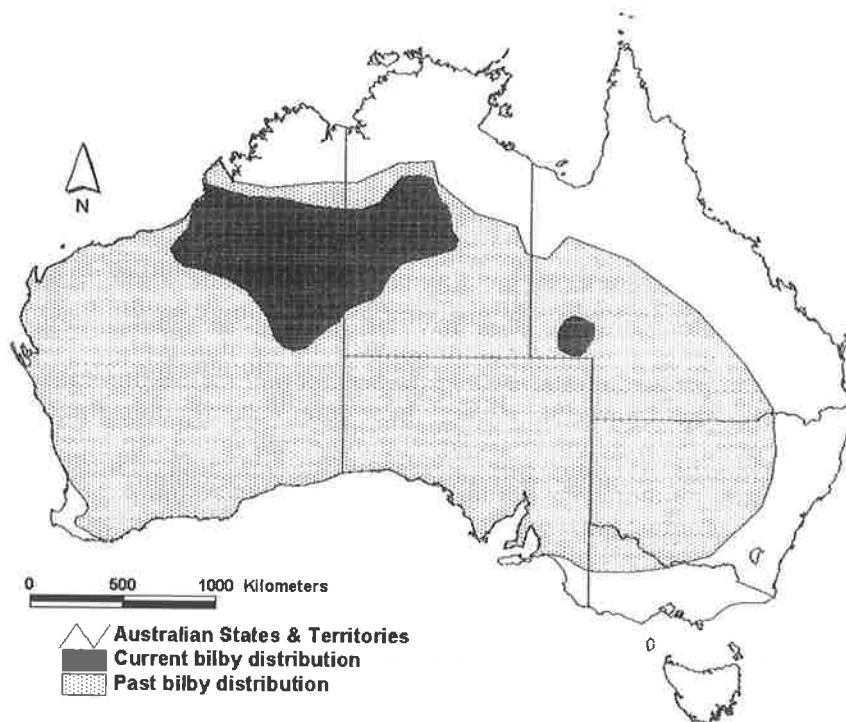 N
0 500 1000 Kilometers
Australian States & Territories
Current bilby distribution
Past bilby distribution